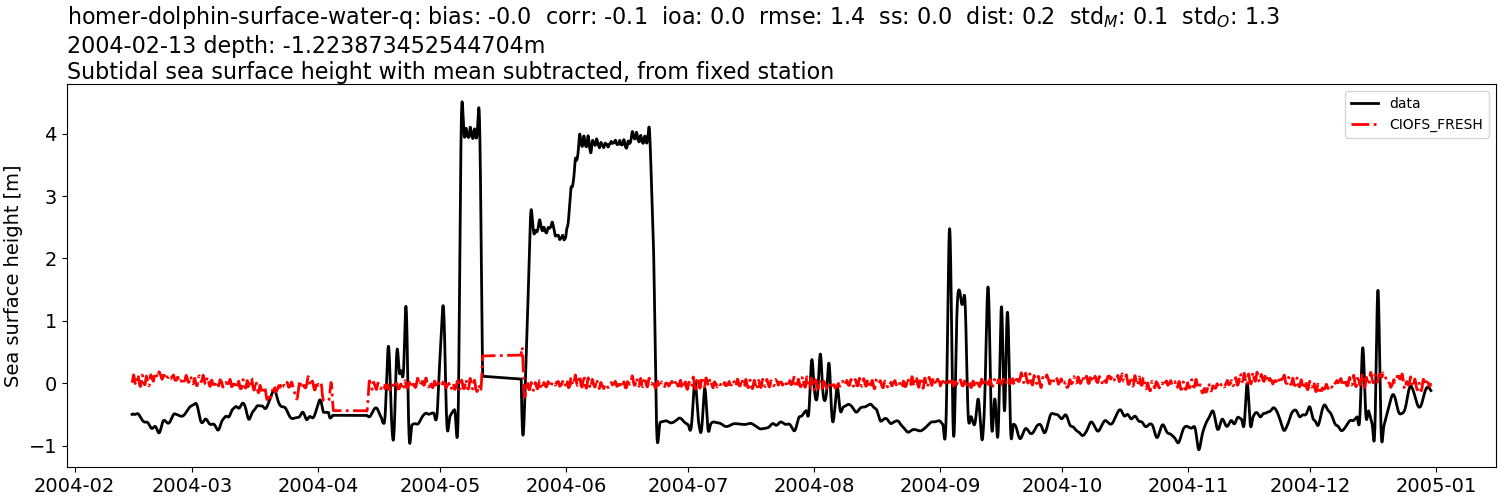 homer-dolphin-surface-water-q: bias: -0.0  corr: -0.1  ioa: 0.0  rmse: 1.4  ss: 0.0  dist: 0.2  std_M: 0.1  std_O: 1.3
2004-02-13 depth: -1.223873452544704m
Subtidal sea surface height with mean subtracted, from fixed station
data
CIOFS_FRESH
Sea surface height [m]
4
3
2
1
0
−1
2004-02 2004-03 2004-04 2004-05 2004-06 2004-07 2004-08 2004-09 2004-10 2004-11 2004-12 2005-01